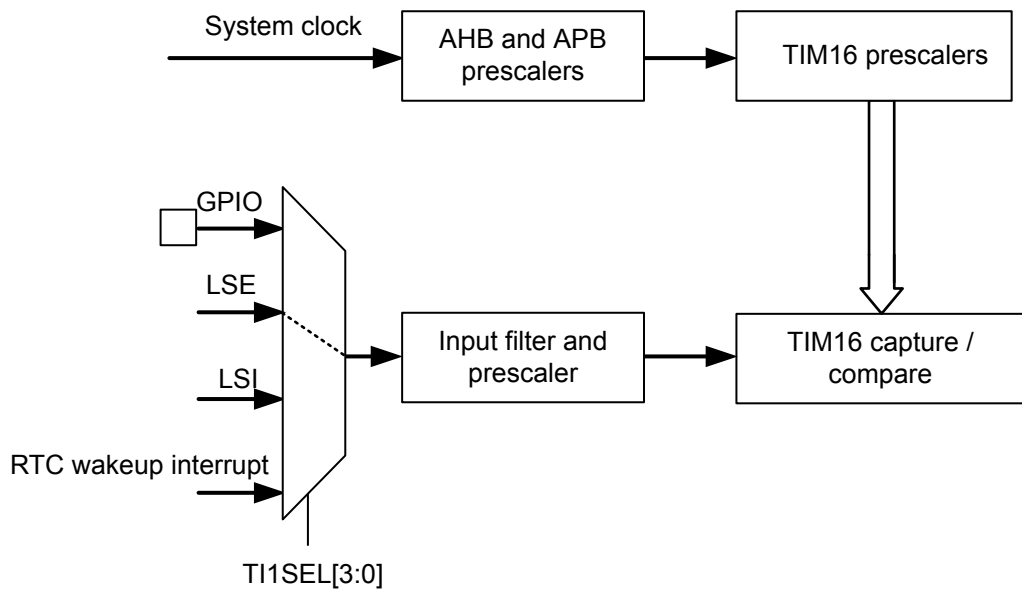 System clock
AHB and APB
prescalers
TIM16 prescalers
GPIO
LSE
LSI
RTC wakeup interrupt
Input filter and
prescaler
TIM16 capture /
compare
TI1SEL[3:0]